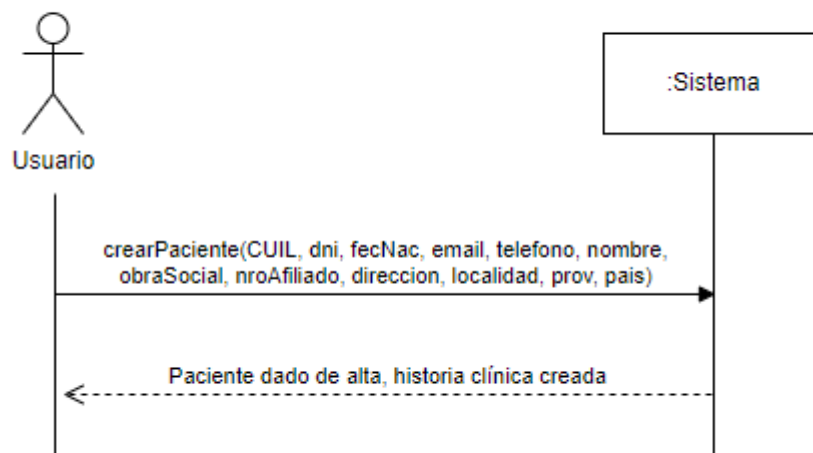 :Sistema
Usuario
crearPaciente(CUIL, dni, fecNac, email, telefono, nombre,
obraSocial, nroAfiliado, direccion, localidad, prov, pais)
Paciente dado de alta, historia clínica creada